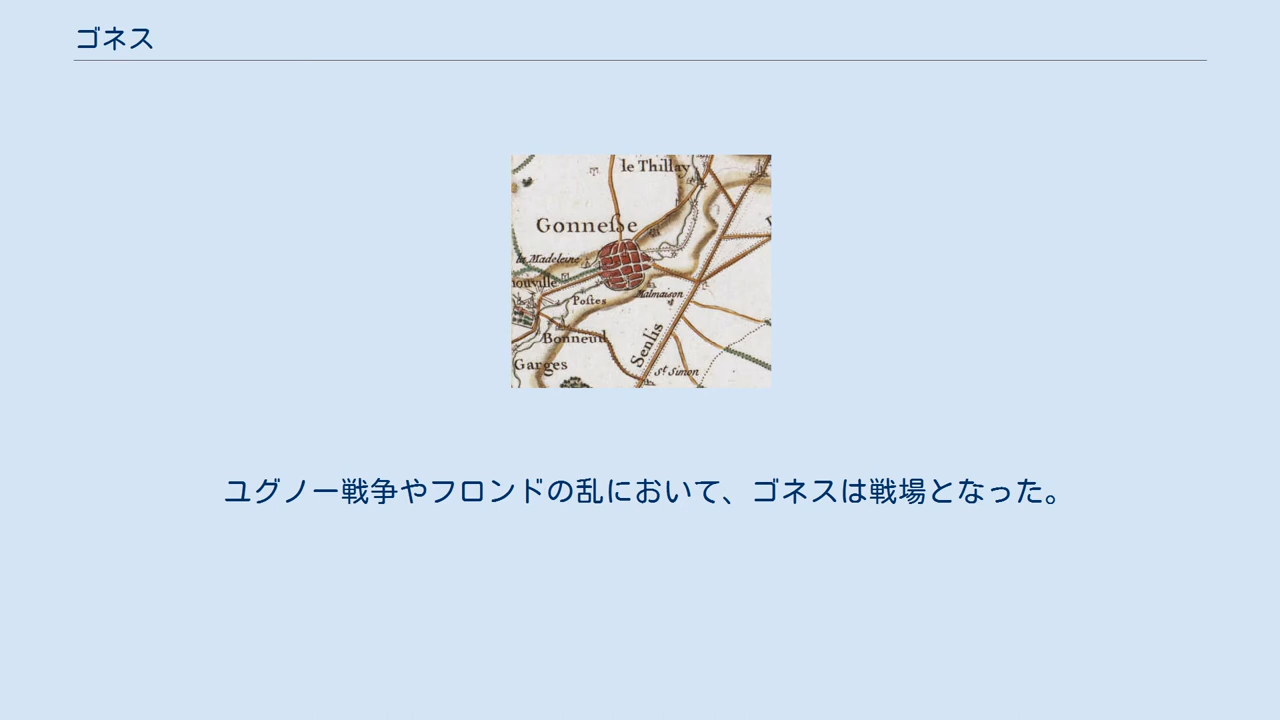 ゴネス
le Thillay
Gonneſſe
la Madeleine
nouville
Poſtes
Malmaison
Bonneuil
Senlis
Garges
St Simon
ユグノー戦争やフロンドの乱において、ゴネスは戦場となった。